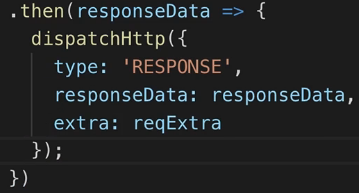 .then(responseData => {
  dispatchHttp({
    type: 'RESPONSE',
    responseData: responseData,
    extra: reqExtra
  });
})